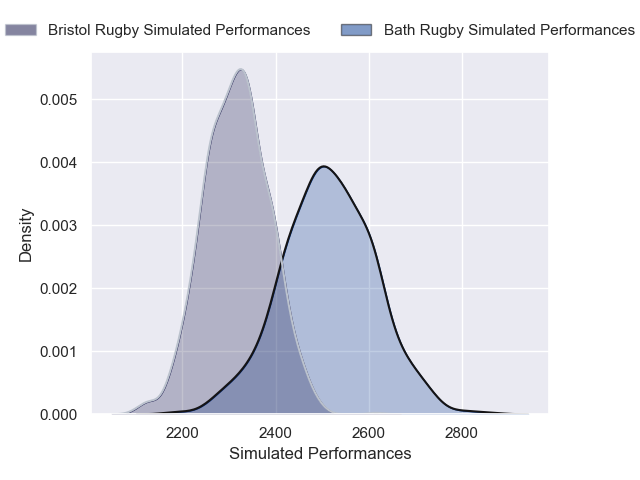 Bristol Rugby Simulated Performances
Bath Rugby Simulated Performances
0.005
0.004
0.003
0.002
0.001
0.000
Density
2200
2400
2600
2800
Simulated Performances